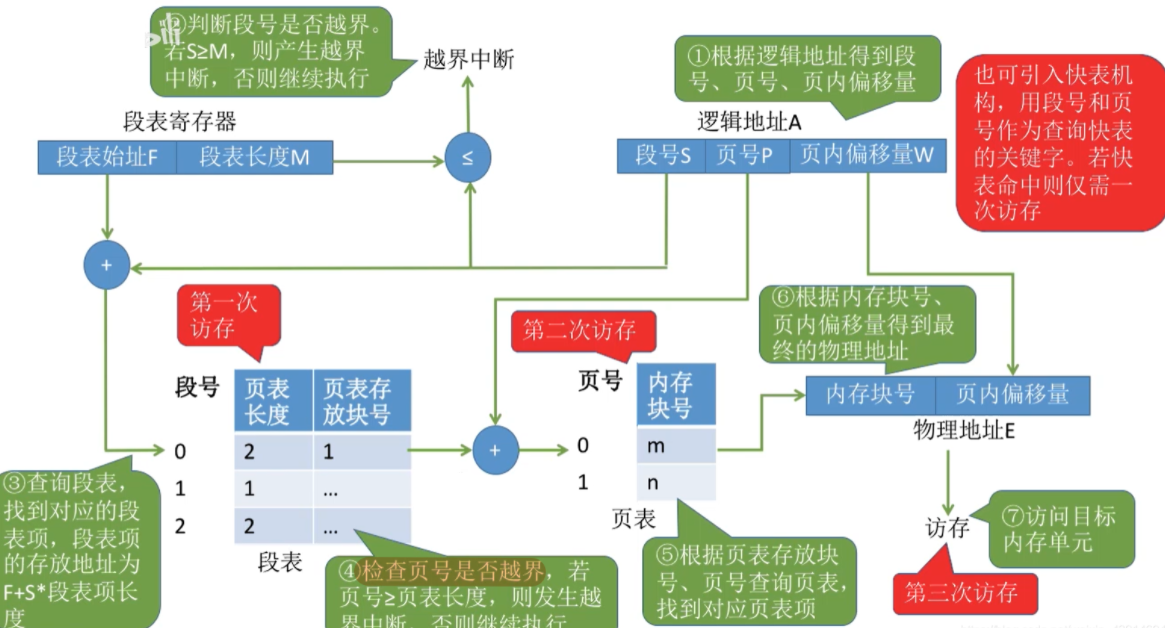 ②判断段号是否越界。
若S≥M，则产生越界
中断，否则继续执行
越界中断
①根据逻辑地址得到段
号、页号、页内偏移量
也可引入快表机
构，用段号和页
号作为查询快表
的关键字。若快
表命中则仅需一
次访存
段表寄存器
段表始址F
段表长度M
≤
逻辑地址A
段号S
页号P
页内偏移量W
+
第一次
访存
第二次访存
⑥根据内存块号、
页内偏移量得到最
终的物理地址
段号
页表
长度
页表存
放块号
0
2
1
1
1
...
2
2
...
段表
+
页号
内存
块号
0
m
1
n
页表
内存块号
页内偏移量
物理地址E
③查询段表，
找到对应的段
表项，段表项
的存放地址为
F+S*段表项长
度
④检查页号是否越界，若
页号≥页表长度，则发生越
界中断，否则继续执行
⑤根据页表存放块
号、页号查询页表，
找到对应页表项
访存
⑦访问目标
内存单元
第三次访存